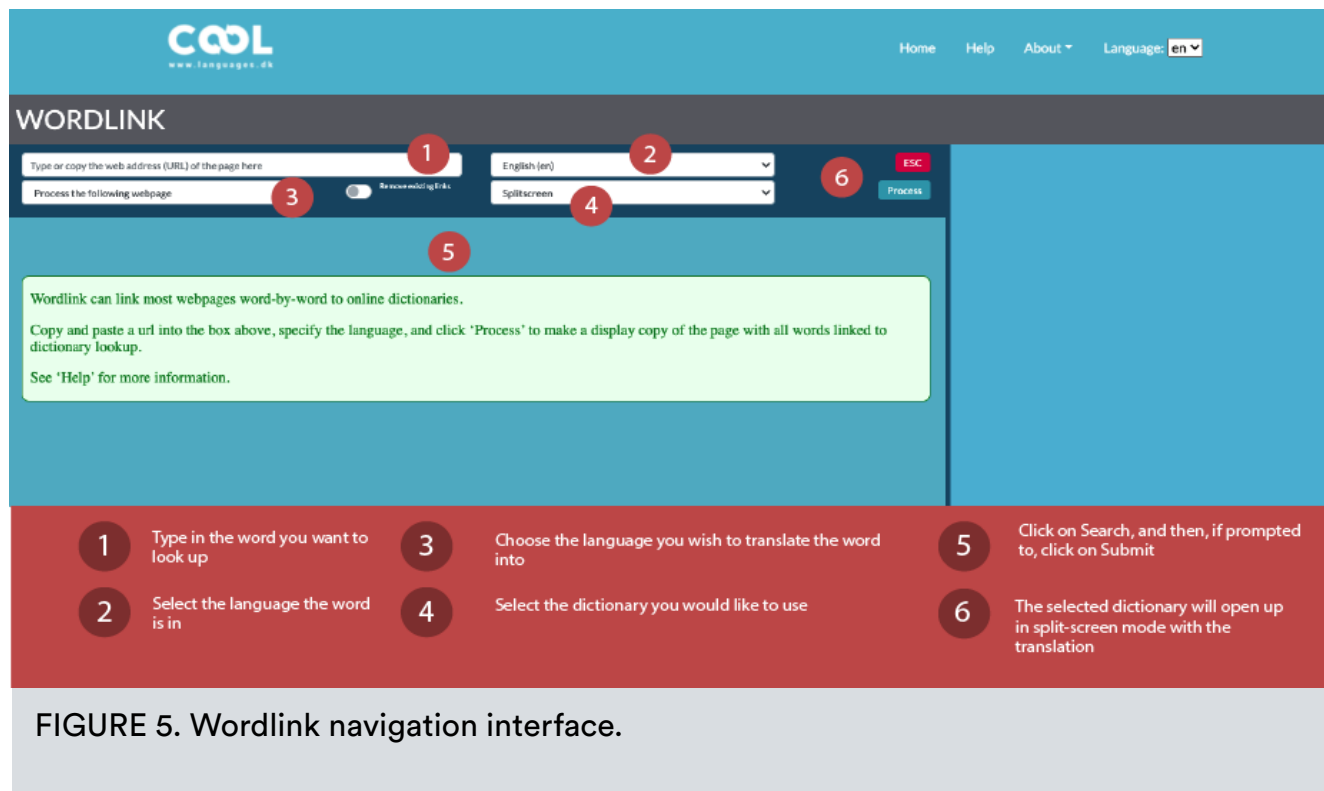 COOL
www.languages.dk
Home Help About Language: en
WORDLINK
1
2
Type or copy the web address (URL) of the page here
English (en)
6
ESC
Process the following webpage
3
Remove existing links
Splitscreen
4
Process
5
Wordlink can link most webpages word-by-word to online dictionaries.
Copy and paste a url into the box above, specify the language, and click ‘Process’ to make a display copy of the page with all words linked to
dictionary lookup.
See ‘Help’ for more information.
1
Type in the word you want to
look up
2
Select the language the word
is in
3
Choose the language you wish to translate the word
into
4
Select the dictionary you would like to use
5
Click on Search, and then, if prompted
to, click on Submit
6
The selected dictionary will open up
in split-screen mode with the
translation
FIGURE 5. Wordlink navigation interface.